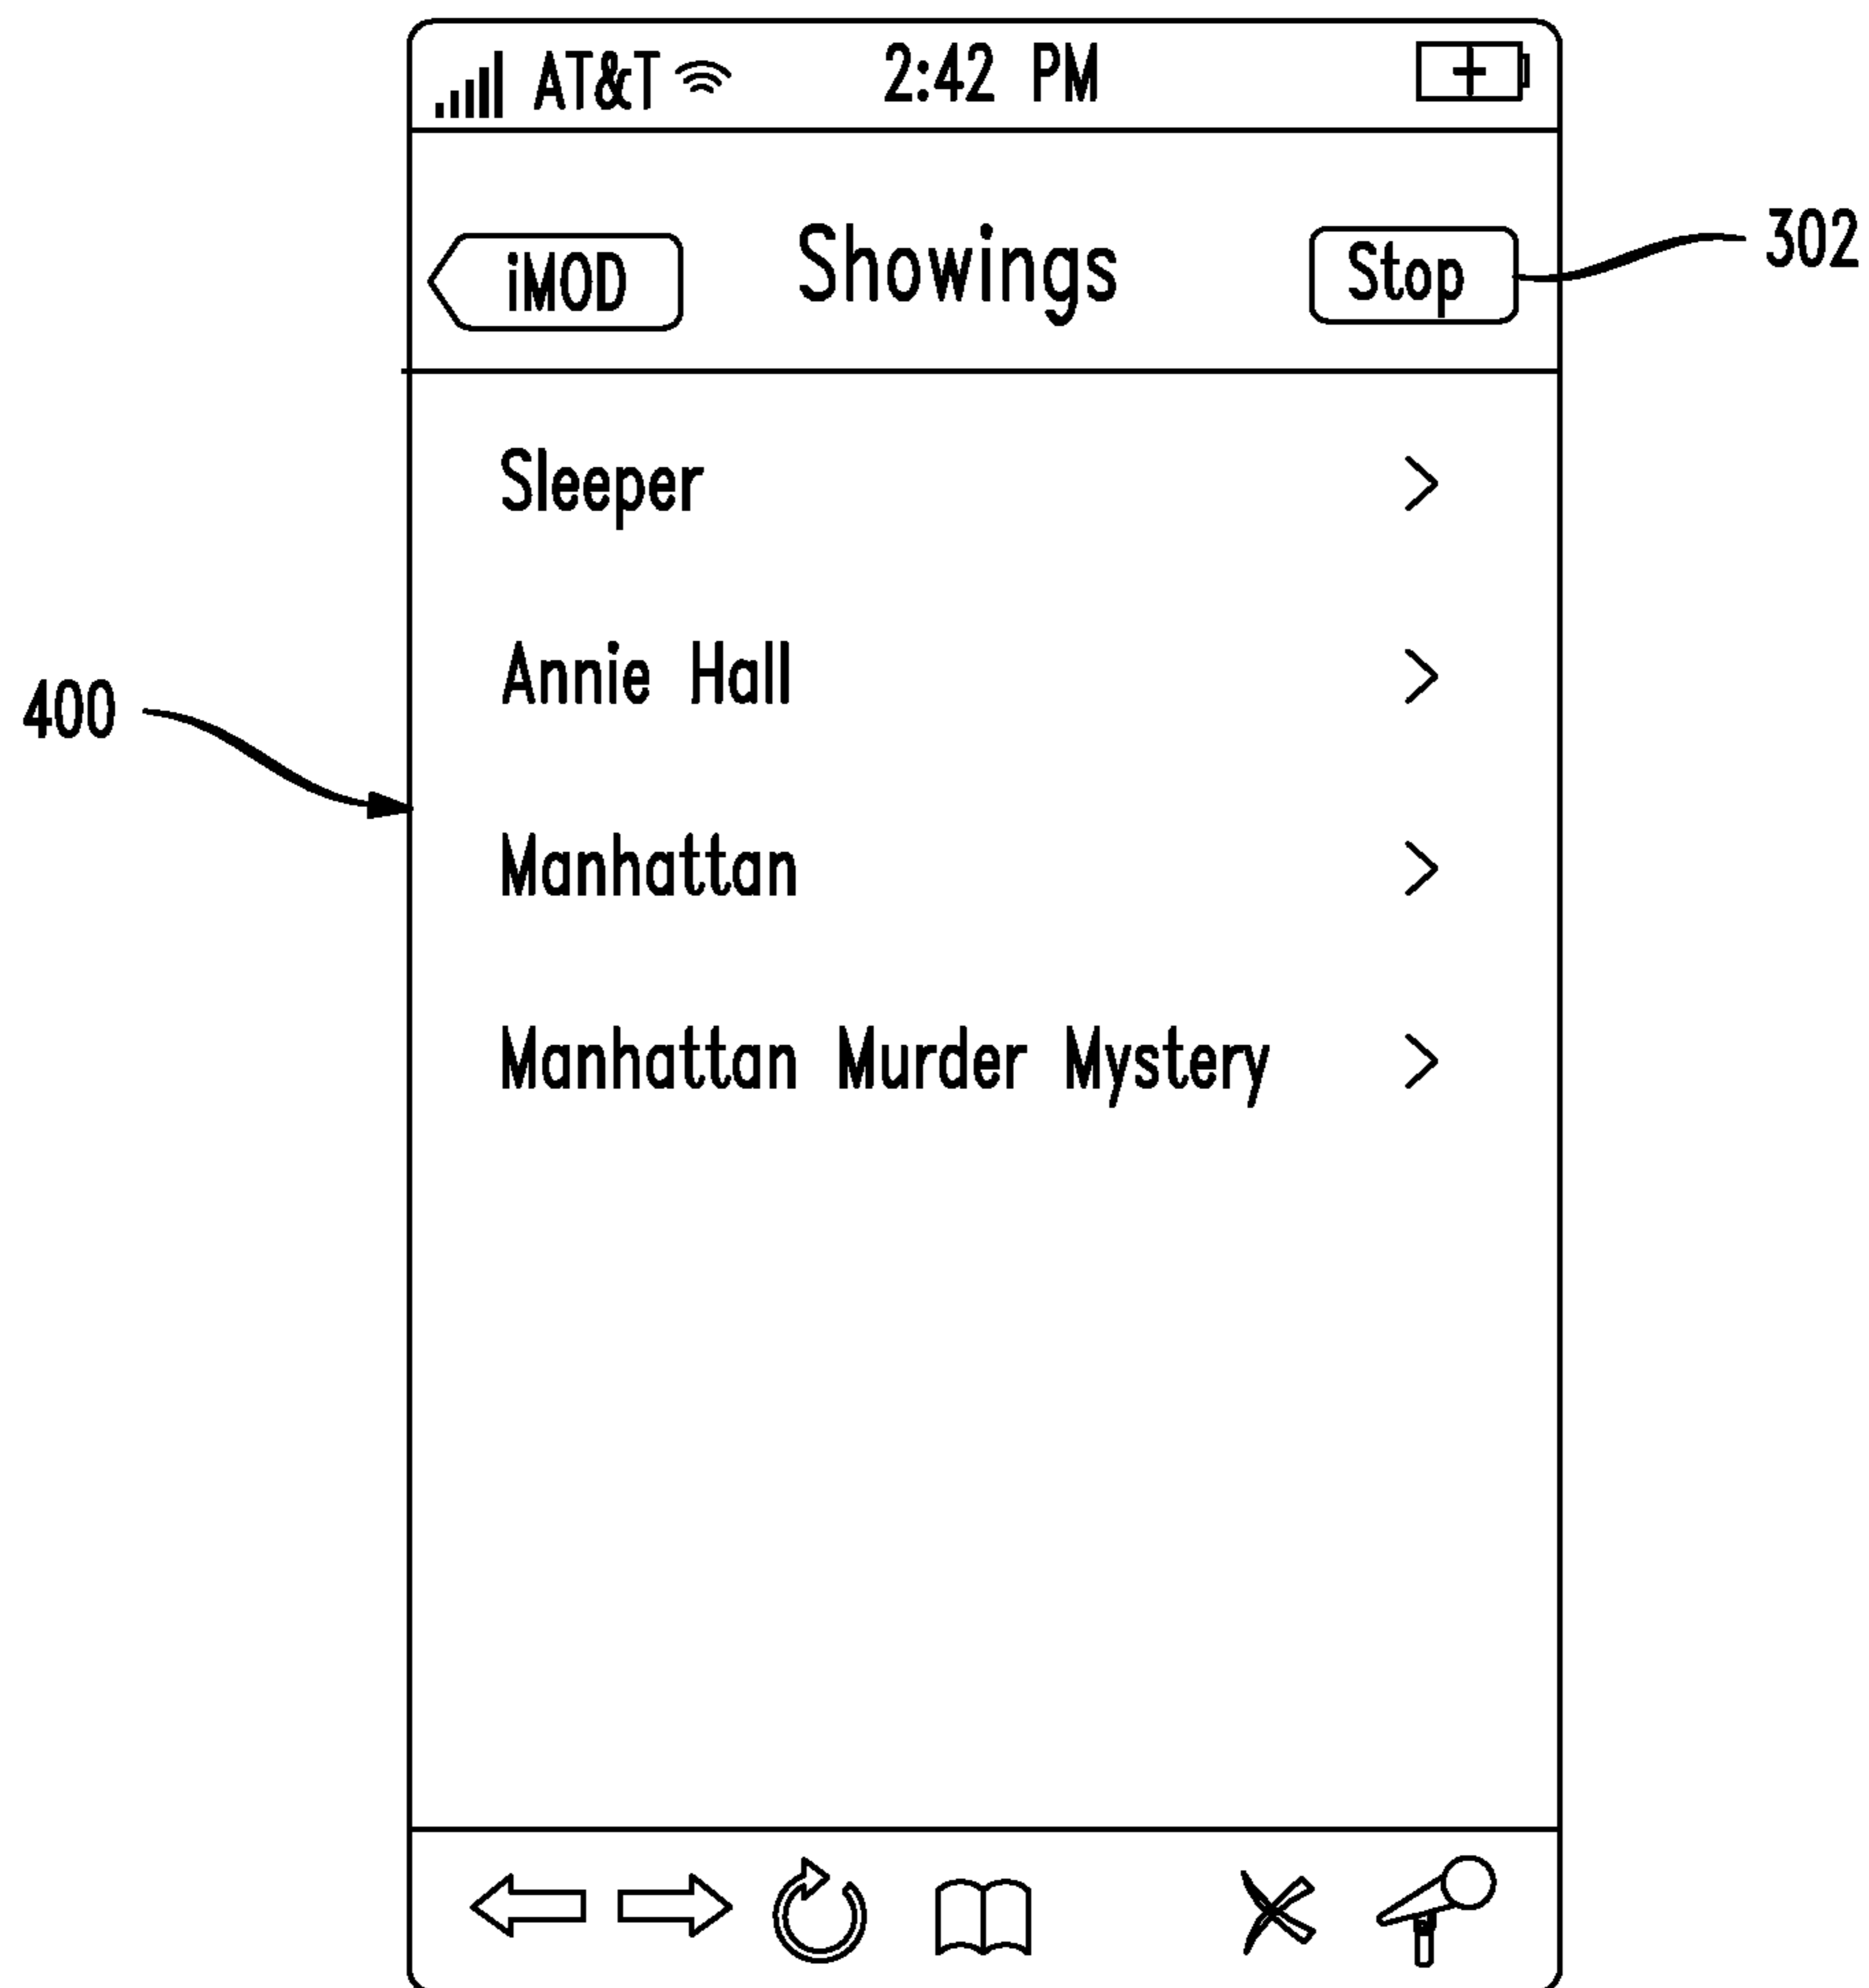 AT&T 2:42 PM
iMOD Showings Stop
302
Sleeper
Annie Hall
400
Manhattan
Manhattan Murder Mystery